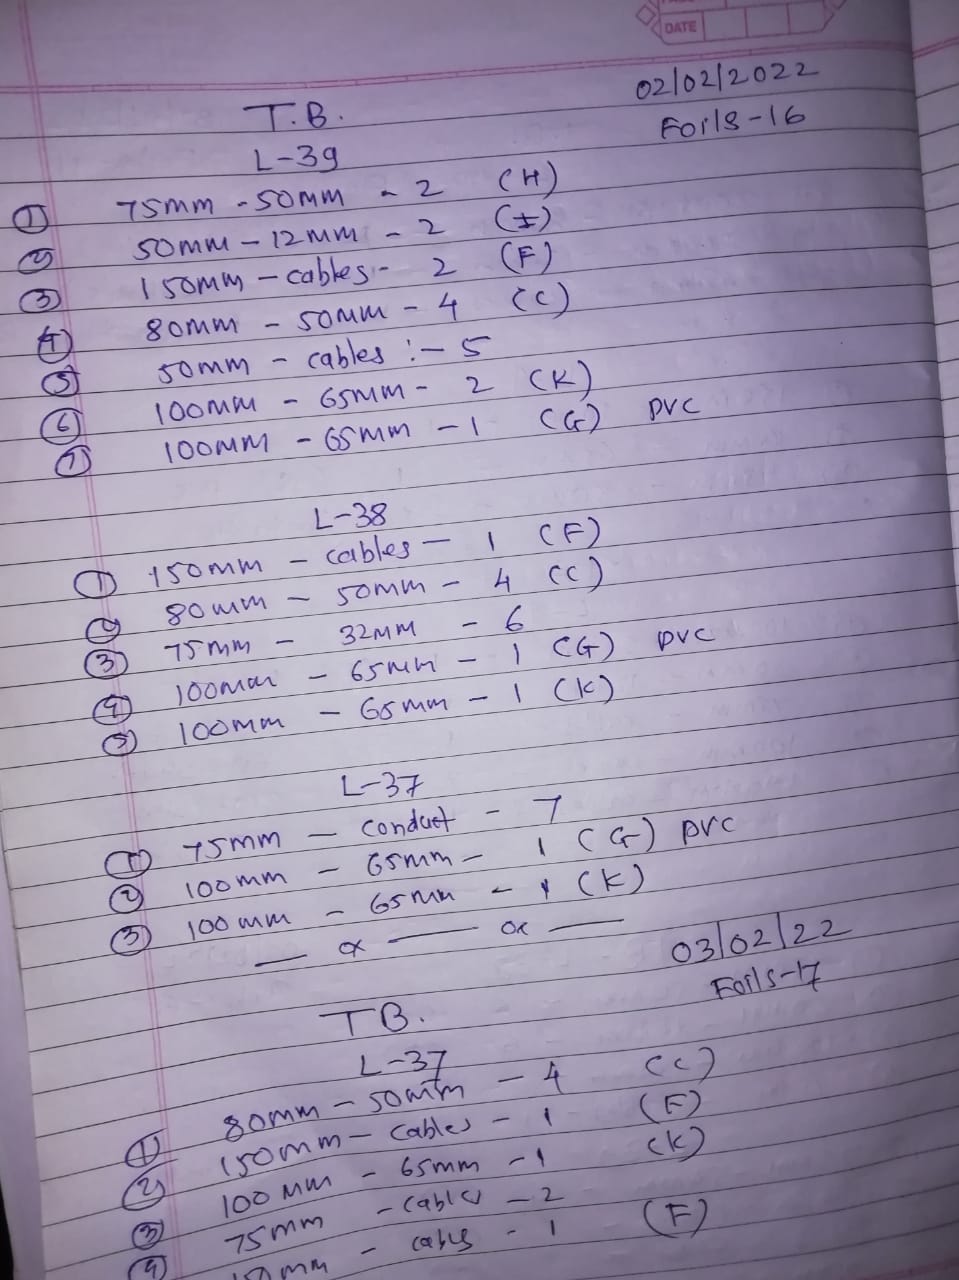 DATE
02/02/2022
T.B.
Foils-16
L-39
① 75mm - 50mm - 2 (H)
② 50mm - 12mm - 2 (I)
③ 150mm - cables - 2 (F)
④ 80mm - 50mm - 4 (C)
⑤ 50mm - cables :- 5
⑥ 100mm - 65mm - 2 (K)
⑦ 100mm - 65mm - 1 (G) PVC
L-38
① 150mm - cables - 1 (F)
② 80mm - 50mm - 4 (C)
③ 75mm - 32mm - 6
④ 100mm - 65mm - 1 (G) PVC
⑤ 100mm - 65mm - 1 (K)
L-37
① 75mm - conduct - 7
② 100mm - 65mm - 1 (G) PVC
③ 100mm - 65mm - 1 (K)
03/02/22
Foils-17
TB.
L-37
① 80mm - 50mm - 4 (C)
② 150mm - cables - 1 (F)
③ 100mm - 65mm - 1 (K)
④ 75mm - cables - 2
mm - cables - 1 (F)